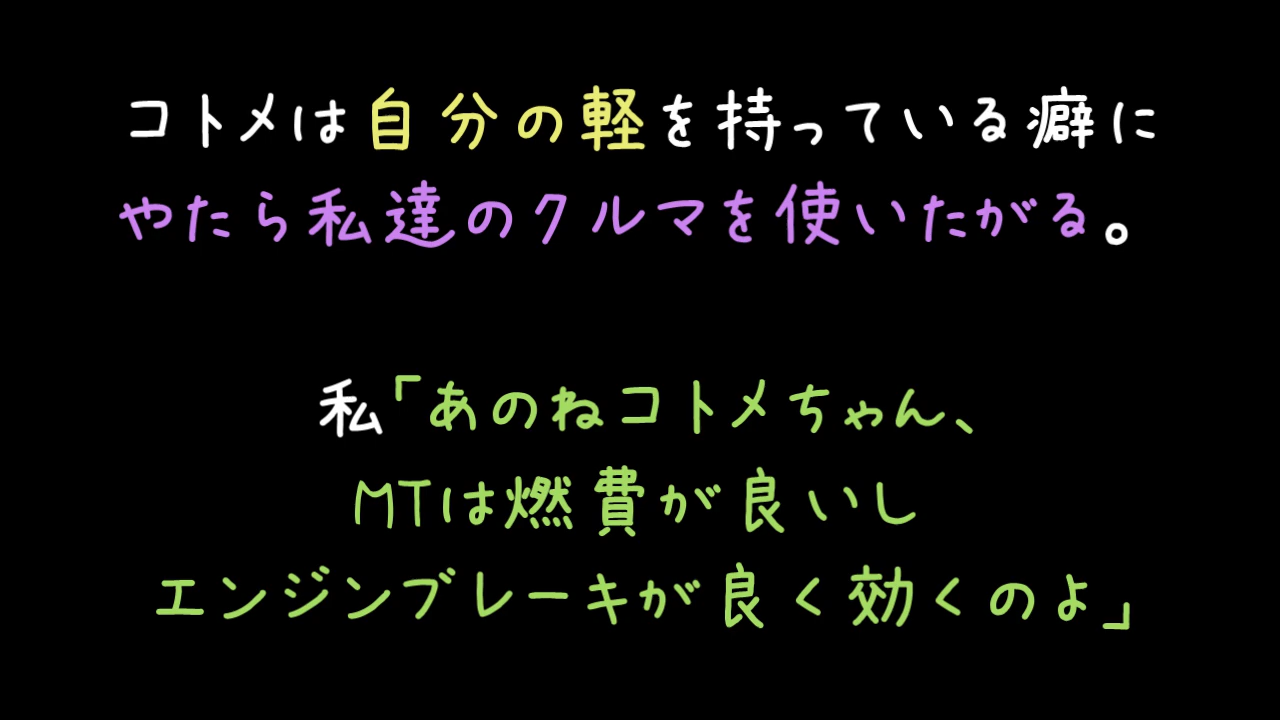 コトメは自分の軽を持っている癖に
やたら私達のクルマを使いたがる。
私「あのねコトメちゃん、
MTは燃費が良いし
エンジンブレーキが良く効くのよ」